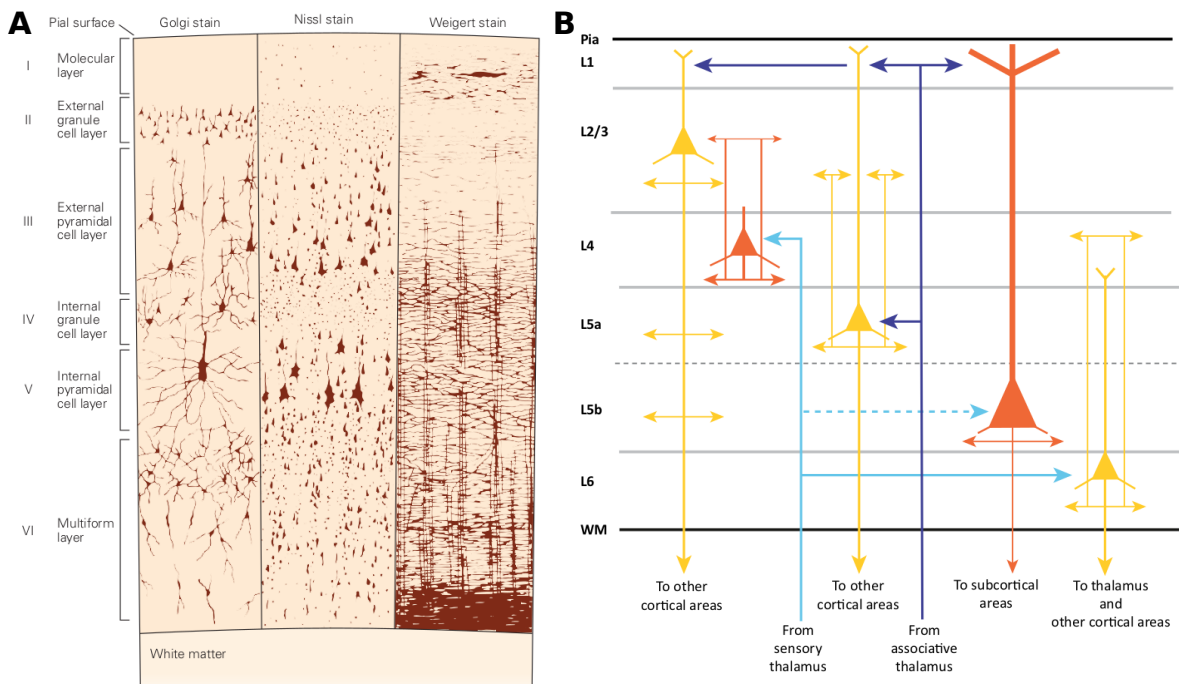 A
Pial surface
Golgi stain
Nissl stain
Weigert stain
I
Molecular
layer
II
External
granule
cell layer
III
External
pyramidal
cell layer
IV
Internal
granule
cell layer
V
Internal
pyramidal
cell layer
VI
Multiform
layer
White matter
B
Pia
L1
L2/3
L4
L5a
L5b
L6
WM
To other
cortical areas
From
sensory
thalamus
To other
cortical areas
From
associative
thalamus
To subcortical
areas
To thalamus
and
other cortical areas